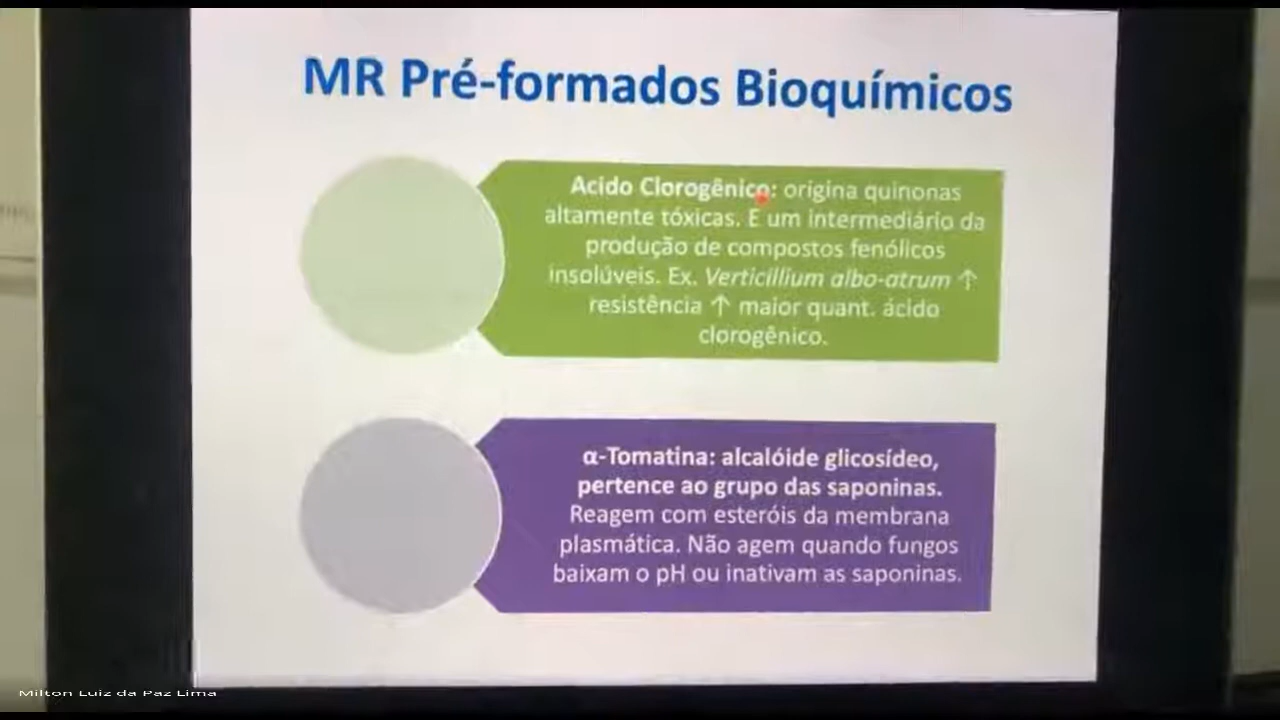 MR Pré-formados Bioquímicos
Acido Clorogênico: origina quinonas
altamente tóxicas. E um intermediário da
produção de compostos fenólicos
insolúveis. Ex. Verticillium albo-atrum ↑
resistência ↑ maior quant. ácido
clorogênico.
α-Tomatina: alcalóide glicosídeo,
pertence ao grupo das saponinas.
Reagem com esteróis da membrana
plasmática. Não agem quando fungos
baixam o pH ou inativam as saponinas.
Milton Luiz da Paz Lima